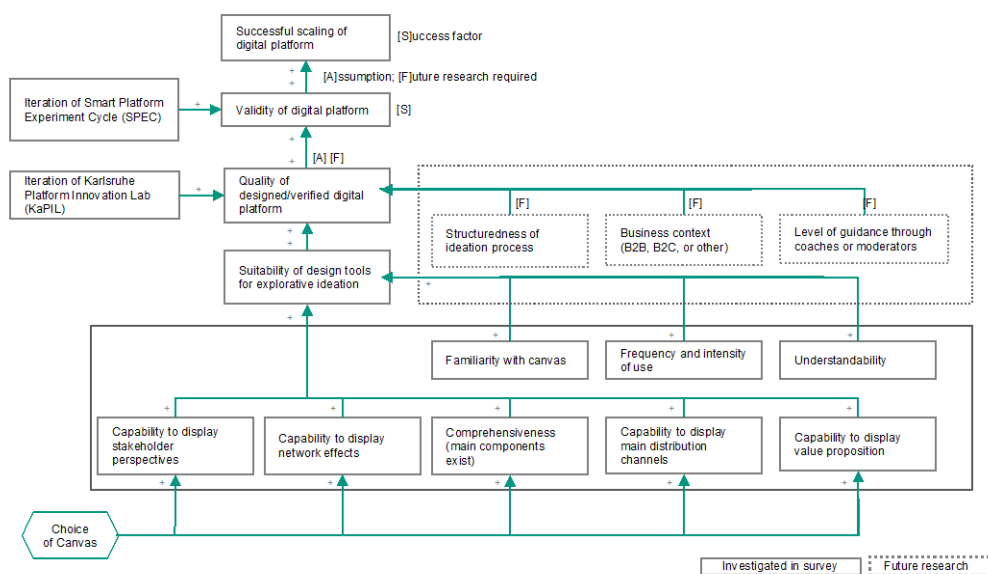 Successful scaling of
digital platform
[S]uccess factor
+
+
[A]ssumption; [F]uture research required
Iteration of Smart Platform
Experiment Cycle (SPEC)
+
Validity of digital platform
[S]
+
+
[A] [F]
Iteration of Karlsruhe
Platform Innovation Lab
(KaPIL)
+
Quality of
designed/verified digital
platform
[F]
[F]
[F]
Structuredness of
ideation process
Business context
(B2B, B2C, or other)
Level of guidance through
coaches or moderators
+
+
Suitability of design tools
for explorative ideation
+
+
+
+
+
Familiarity with canvas
Frequency and intensity
of use
Understandability
+
+
+
+
+
Capability to display
stakeholder
perspectives
Capability to display
network effects
Comprehensiveness
(main components
exist)
Capability to display
main distribution
channels
Capability to display
value proposition
+
+
+
+
+
Choice
of Canvas
Investigated in survey
Future research